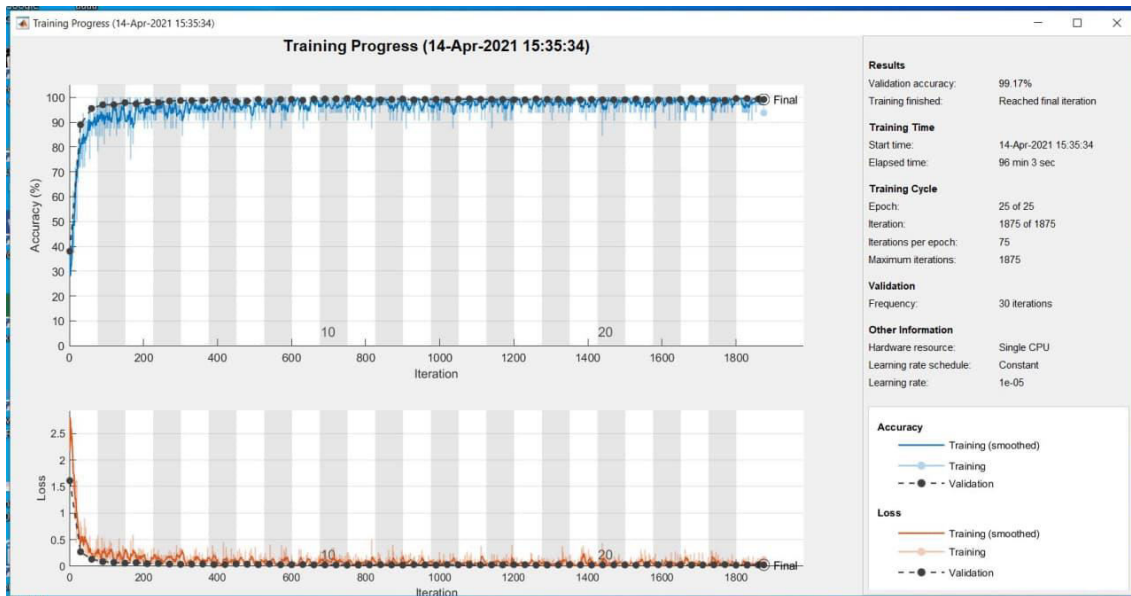 Training Progress (14-Apr-2021 15:35:34)
Training Progress (14-Apr-2021 15:35:34)
100
90
80
70
60
50
40
30
20
10
0
Accuracy (%)
Final
10
20
0 200 400 600 800 1000 1200 1400 1600 1800
Iteration
2.5
2
1.5
1
0.5
0
Loss
10
20
Final
0 200 400 600 800 1000 1200 1400 1600 1800
Iteration
Results
Validation accuracy: 99.17%
Training finished: Reached final iteration
Training Time
Start time: 14-Apr-2021 15:35:34
Elapsed time: 96 min 3 sec
Training Cycle
Epoch: 25 of 25
Iteration: 1875 of 1875
Iterations per epoch: 75
Maximum iterations: 1875
Validation
Frequency: 30 iterations
Other Information
Hardware resource: Single CPU
Learning rate schedule: Constant
Learning rate: 1e-05
Accuracy
Training (smoothed)
Training
Validation
Loss
Training (smoothed)
Training
Validation